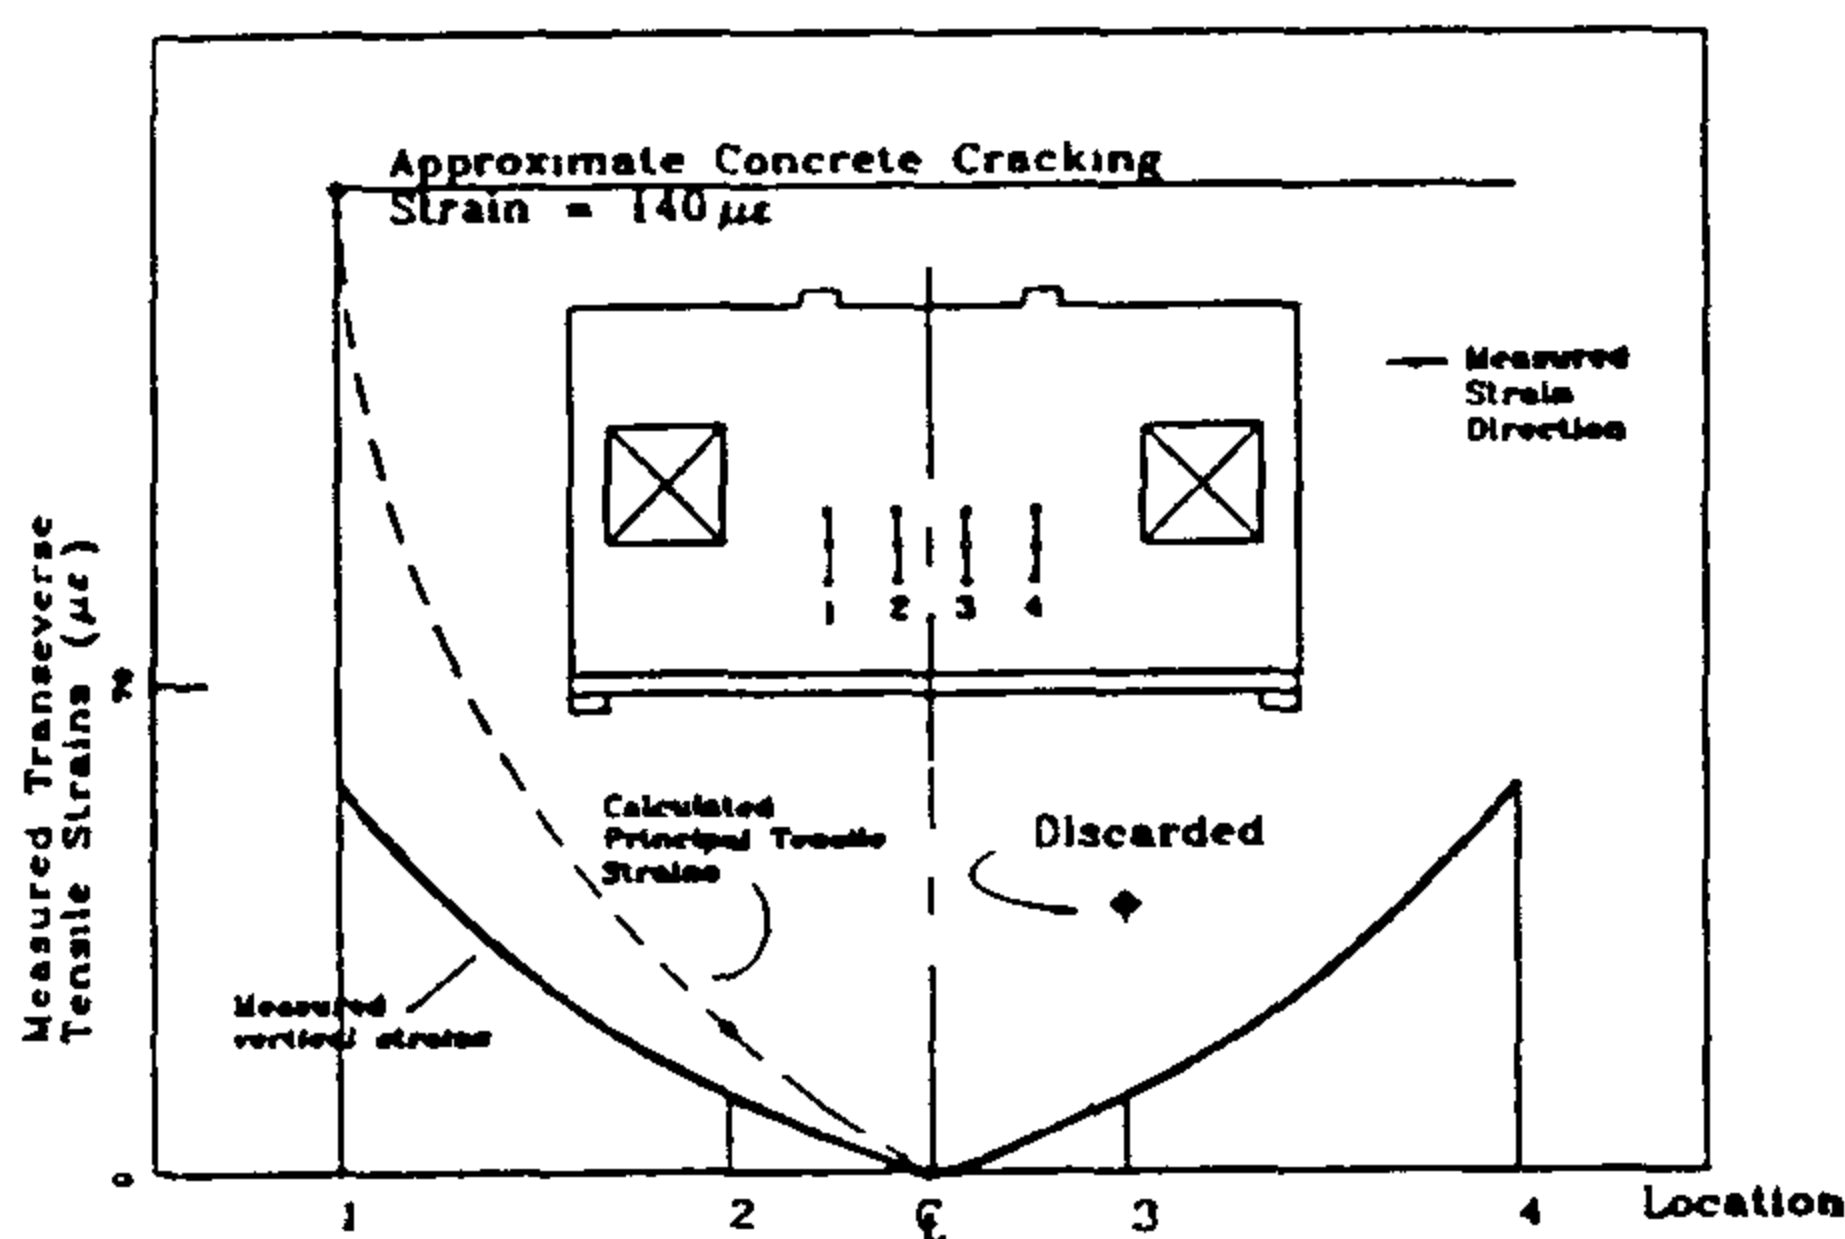 Approximate Concrete Cracking
Strain = 140 με
Measured
Strain
Direction
1 2 3 4
Measured Transeverse
Tensile Strains (με)
70
Calculated
Principal Tensile
Strains
Discarded
Measured
vertical strains
0
1 2 ℄ 3 4 Location